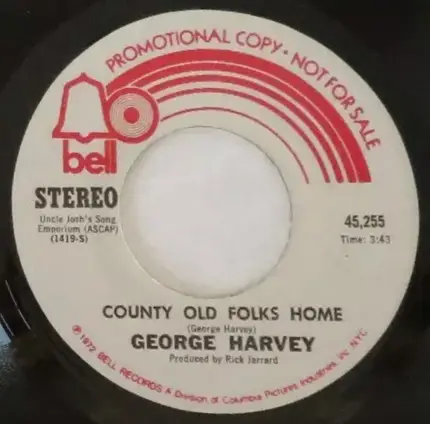 PROMOTIONAL COPY • NOT FOR SALE
bell
STEREO
Uncle Josh's Song
Emporium (ASCAP)
(1419-S)
45,255
Time: 3:43
COUNTY OLD FOLKS HOME
(George Harvey)
GEORGE HARVEY
Produced by Rick Jarrard
℗ 1972 BELL RECORDS A Division of Columbia Pictures Industries, Inc NYC